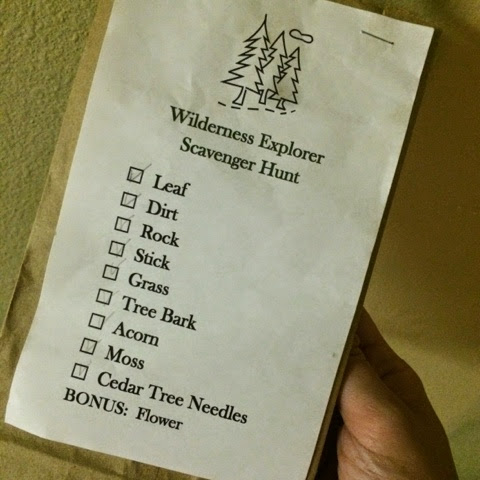 Wilderness Explorer
Scavenger Hunt
Leaf
Dirt
Rock
Stick
Grass
Tree Bark
Acorn
Moss
Cedar Tree Needles
BONUS: Flower